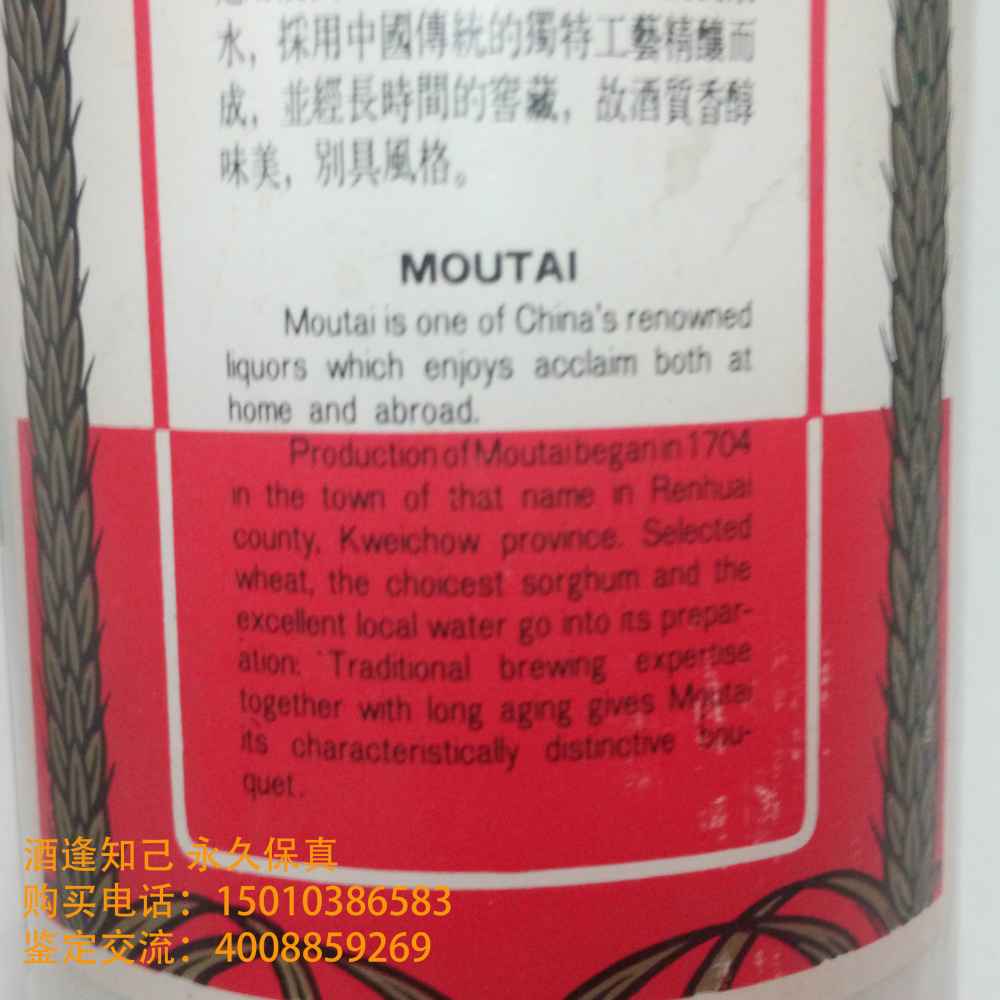 水，採用中國傳統的獨特工藝精釀而
成，並經長時間的窖藏，故酒質香醇
味美，別具風格。
MOUTAI
Moutai is one of China's renowned
liquors which enjoys acclaim both at
home and abroad.
Production of Moutai began in 1704
in the town of that name in Renhuai
county, Kweichow province. Selected
wheat, the choicest sorghum and the
excellent local water go into its prepar-
ation. Traditional brewing expertise
together with long aging gives Moutai
its characteristically distinctive bou-
quet.
酒逢知己 永久保真
购买电话：15010386583
鉴定交流：4008859269